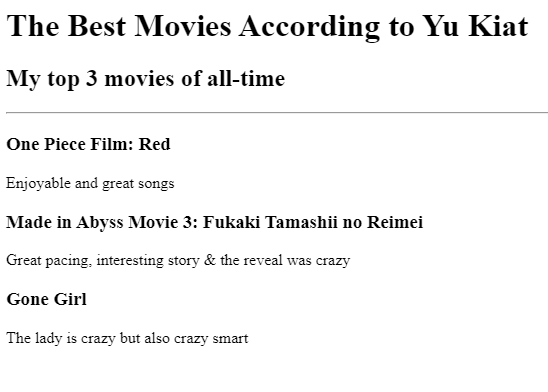 The Best Movies According to Yu Kiat
My top 3 movies of all-time
One Piece Film: Red
Enjoyable and great songs
Made in Abyss Movie 3: Fukaki Tamashii no Reimei
Great pacing, interesting story & the reveal was crazy
Gone Girl
The lady is crazy but also crazy smart